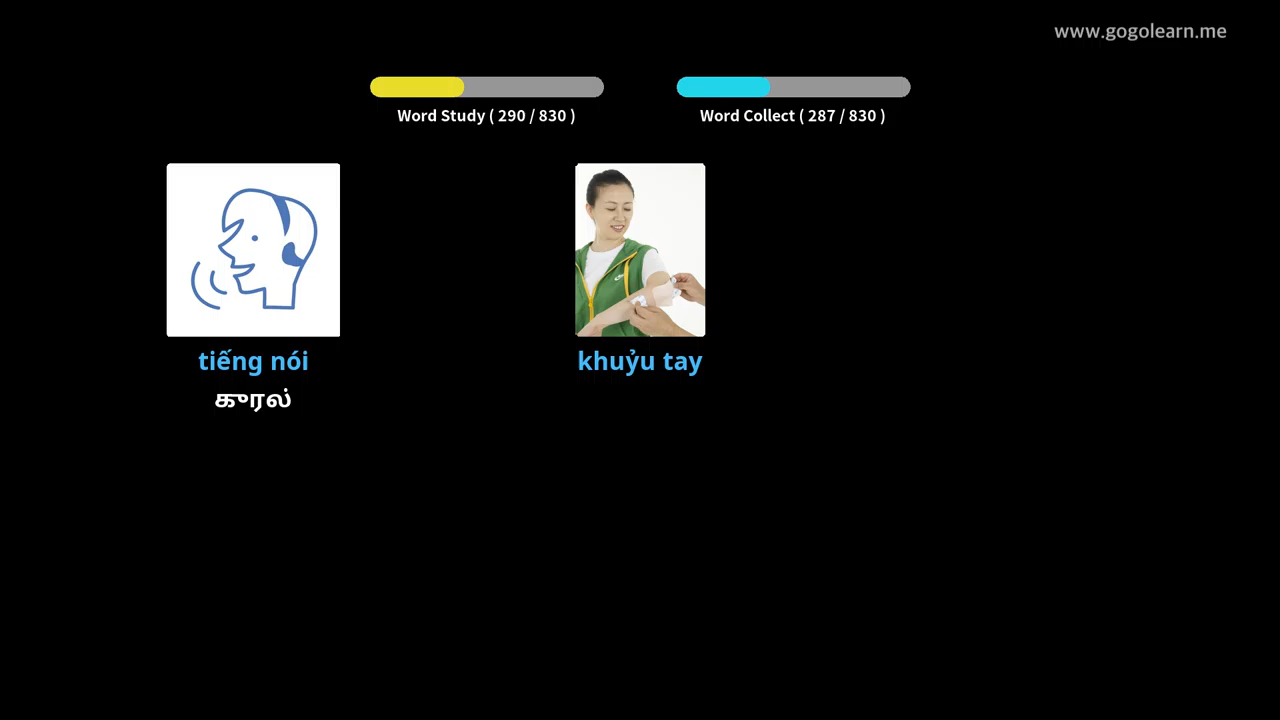 www.gogolearn.me
Word Study ( 290 / 830 )
Word Collect ( 287 / 830 )
tiếng nói
khuỷu tay
குரல்